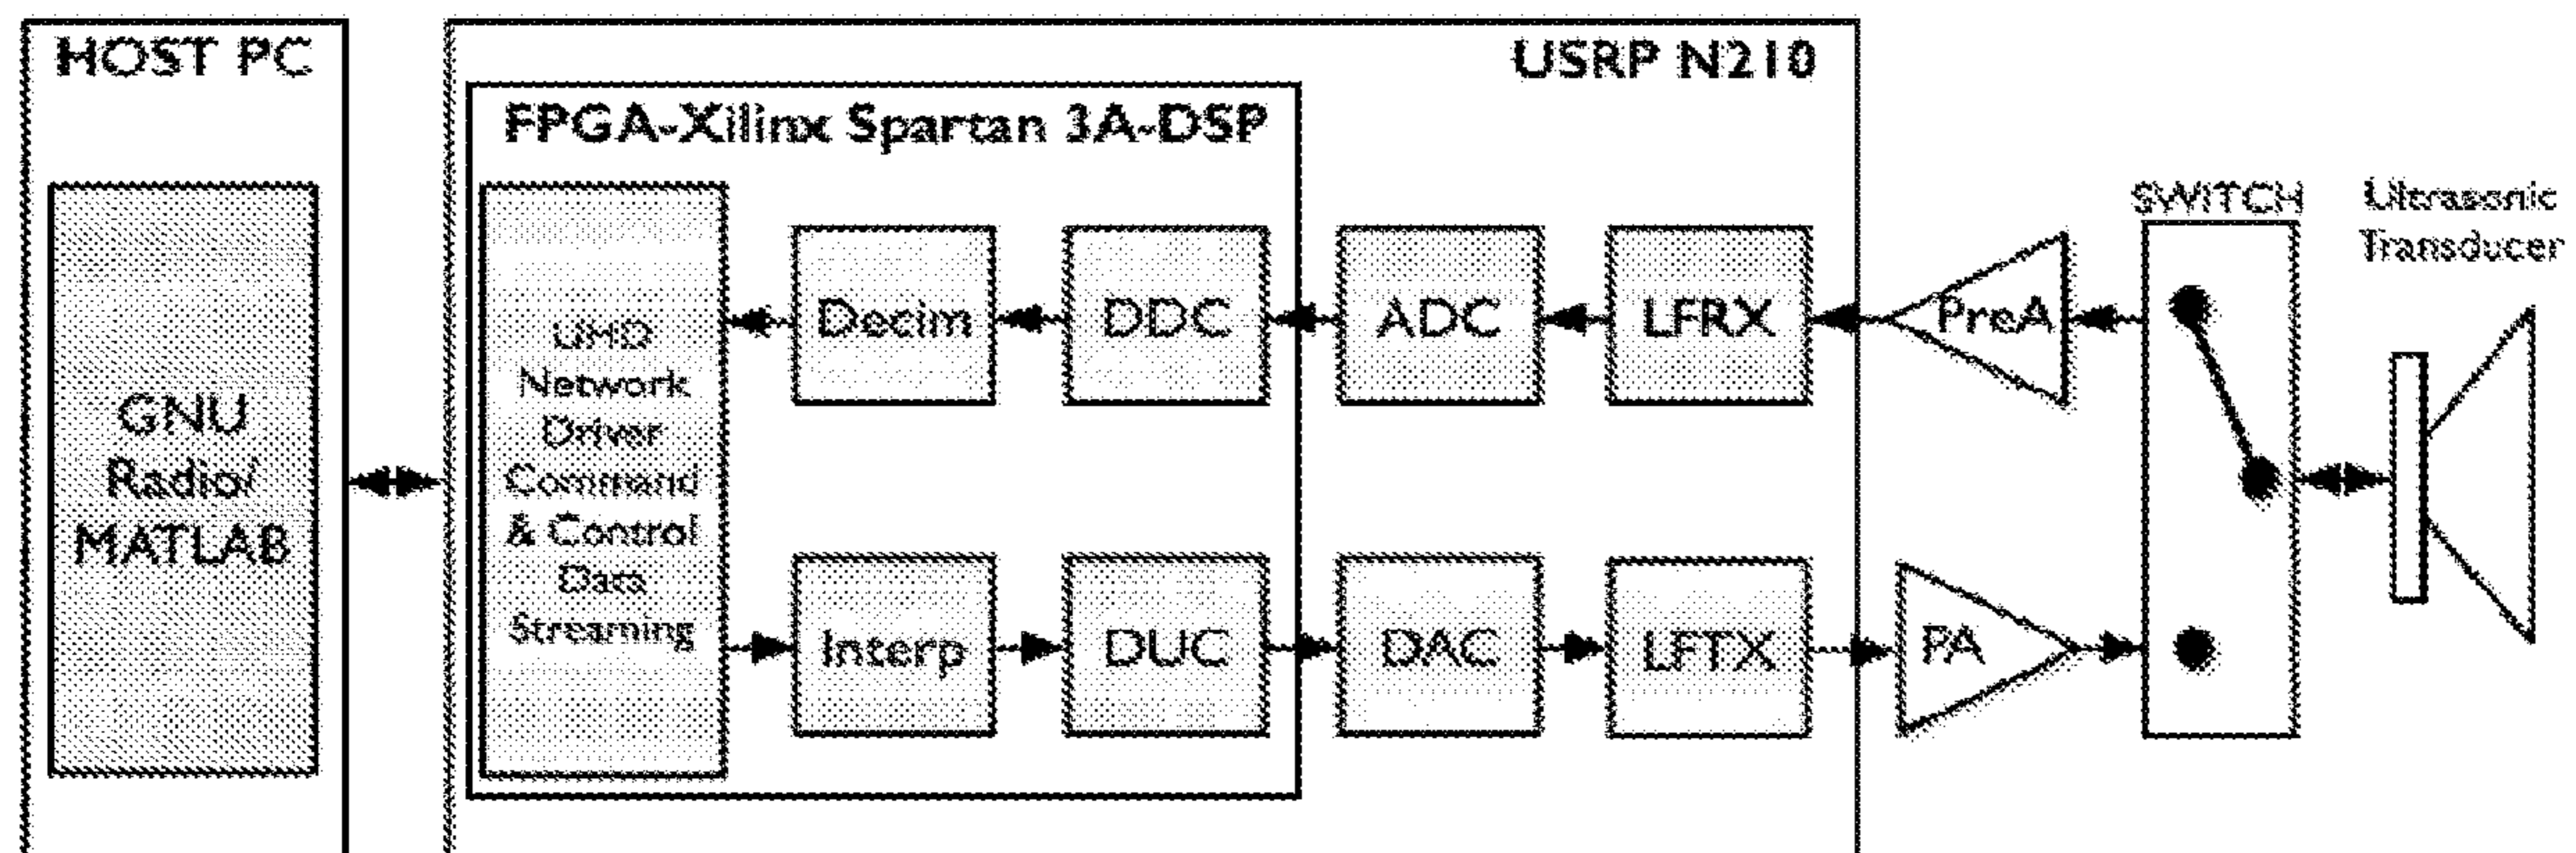 HOST PC
USRP N210
FPGA-Xilinx Spartan 3A-DSP
SWITCH
Ultrasonic
Transducer
GNU
Radio/
MATLAB
UHD
Network
Driver
Command
& Control
Data
Streaming
Decim
DDC
ADC
LFRX
PreA
Interp
DUC
DAC
LFTX
PA